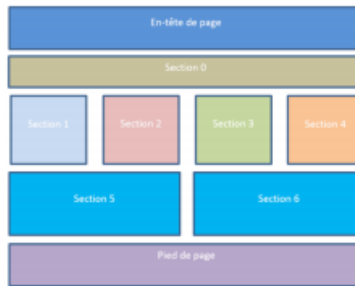 En-tête de page
Section 0
Section 1
Section 2
Section 3
Section 4
Section 5
Section 6
Pied de page